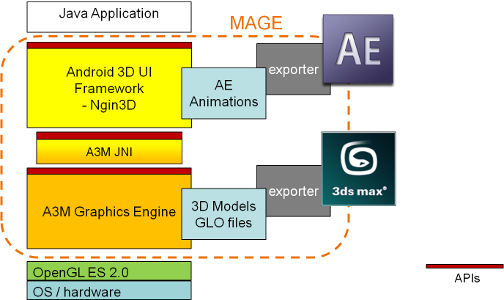 Java Application
MAGE
Android 3D UI
Framework
- Ngin3D
AE
Animations
exporter
AE
A3M JNI
A3M Graphics Engine
3D Models
GLO files
exporter
3ds max®
OpenGL ES 2.0
OS / hardware
APIs